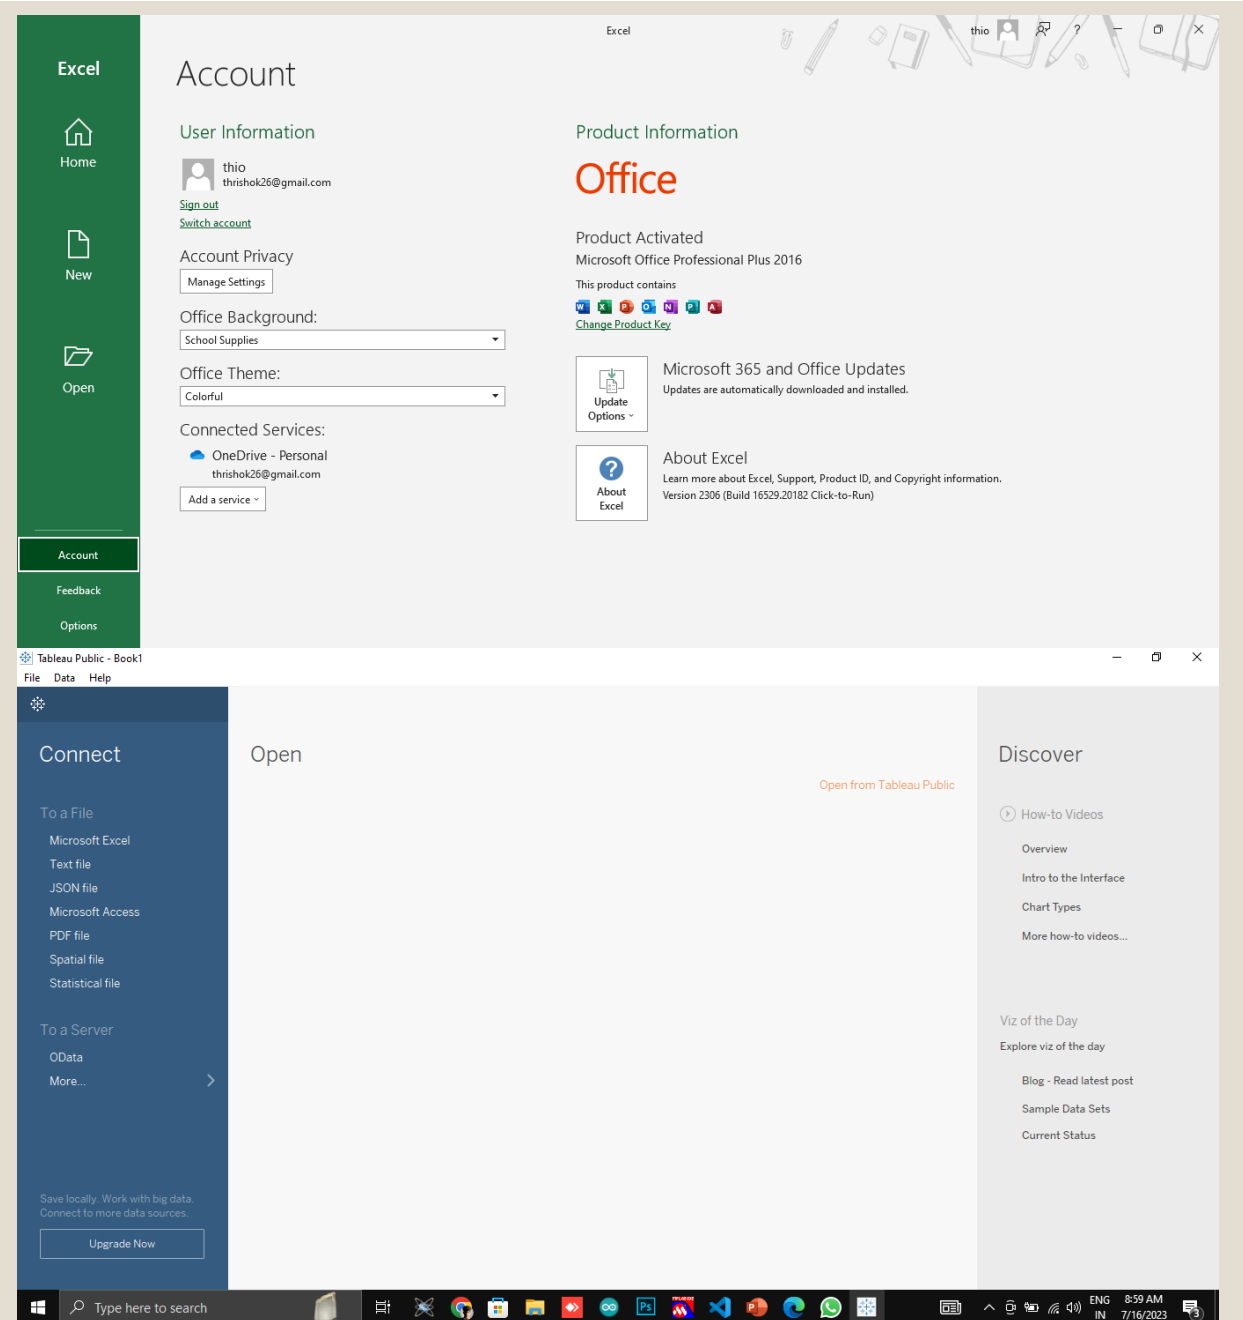 Excel
thio
?
Excel
Account
Home
New
Open
Account
Feedback
Options
User Information
thio
thrishok26@gmail.com
Sign out
Switch account
Account Privacy
Manage Settings
Office Background:
School Supplies
Office Theme:
Colorful
Connected Services:
OneDrive - Personal
thrishok26@gmail.com
Add a service
Product Information
Office
Product Activated
Microsoft Office Professional Plus 2016
This product contains
W X P O N P A
Change Product Key
Update
Options
Microsoft 365 and Office Updates
Updates are automatically downloaded and installed.
?
About
Excel
About Excel
Learn more about Excel, Support, Product ID, and Copyright information.
Version 2306 (Build 16529.20182 Click-to-Run)
Tableau Public - Book1
File Data Help
Connect
To a File
Microsoft Excel
Text file
JSON file
Microsoft Access
PDF file
Spatial file
Statistical file
To a Server
OData
More...
Save locally. Work with big data.
Connect to more data sources.
Upgrade Now
Open
Open from Tableau Public
Discover
How-to Videos
Overview
Intro to the Interface
Chart Types
More how-to videos...
Viz of the Day
Explore viz of the day
Blog - Read latest post
Sample Data Sets
Current Status
Type here to search
Ps
P
ENG
IN
8:59 AM
7/16/2023
3